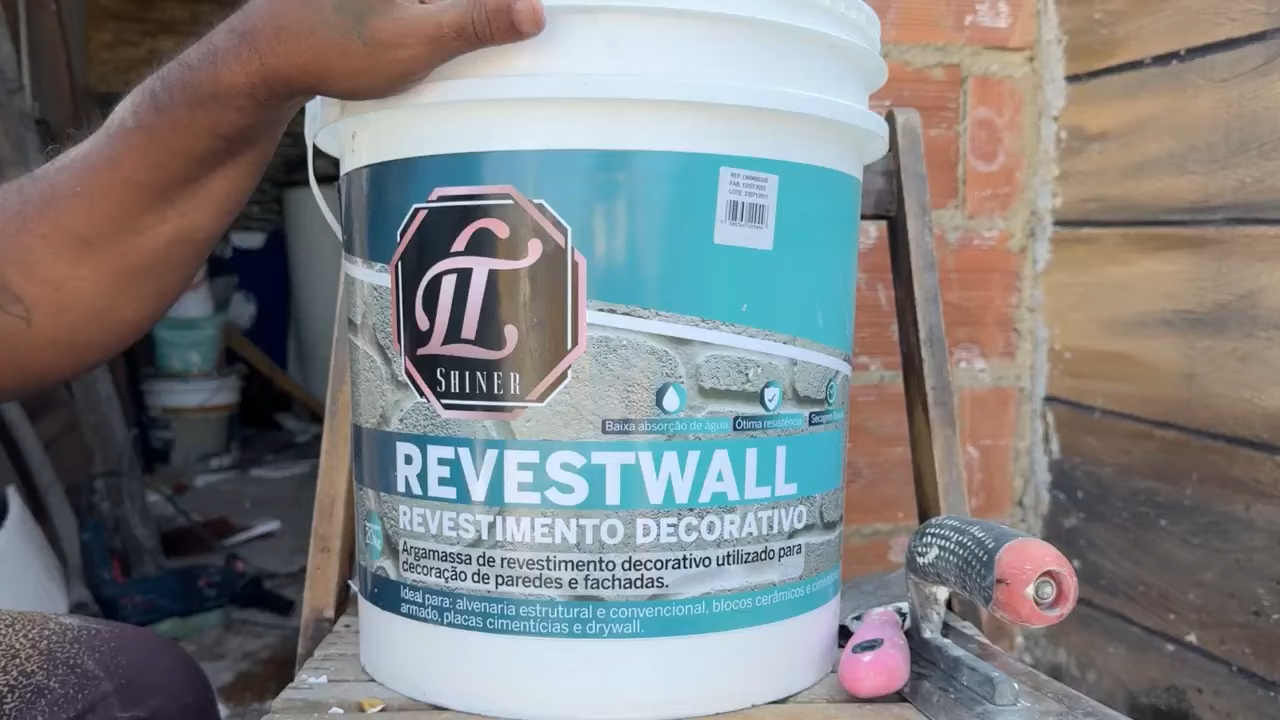 LT
SHINER
Baixa absorção de água
Ótima resistência
REVESTWALL
REVESTIMENTO DECORATIVO
Argamassa de revestimento decorativo utilizado para
decoração de paredes e fachadas.
Ideal para: alvenaria estrutural e convencional, blocos cerâmicos e
armado, placas cimentícias e drywall.